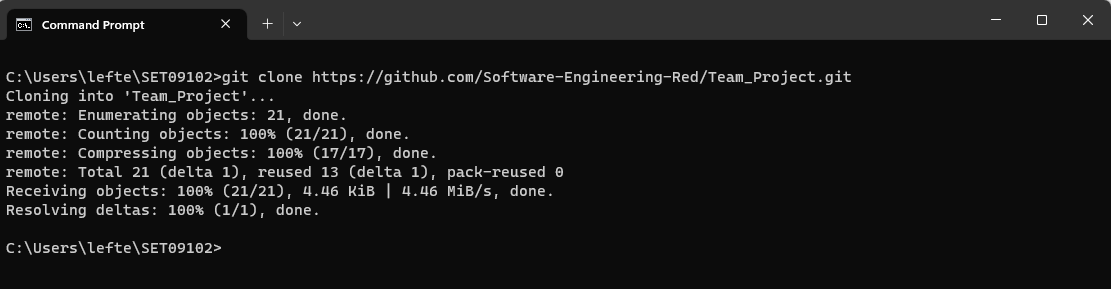 Command Prompt
C:\Users\lefte\SET09102>git clone https://github.com/Software-Engineering-Red/Team_Project.git
Cloning into 'Team_Project'...
remote: Enumerating objects: 21, done.
remote: Counting objects: 100% (21/21), done.
remote: Compressing objects: 100% (17/17), done.
remote: Total 21 (delta 1), reused 13 (delta 1), pack-reused 0
Receiving objects: 100% (21/21), 4.46 KiB | 4.46 MiB/s, done.
Resolving deltas: 100% (1/1), done.
C:\Users\lefte\SET09102>